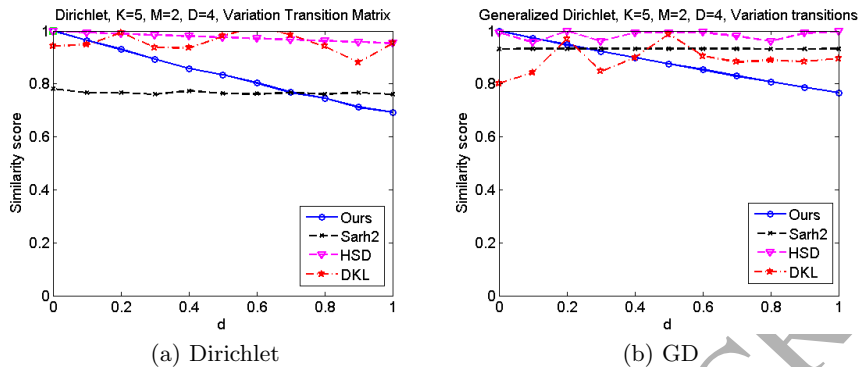 Dirichlet, K=5, M=2, D=4, Variation Transition Matrix
1
0.8
0.6
0.4
0.2
0
Similarity score
Ours
Sarh2
HSD
DKL
0 0.2 0.4 0.6 0.8 1
d
(a) Dirichlet
Generalized Dirichlet, K=5, M=2, D=4, Variation transitions
1
0.8
0.6
0.4
0.2
0
Similarity score
Ours
Sarh2
HSD
DKL
0 0.2 0.4 0.6 0.8 1
d
(b) GD